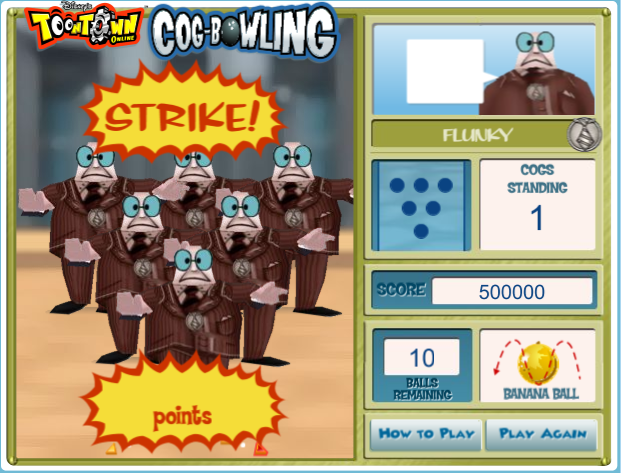 Disney's
TOONTOWN
ONLINE
COG-BOWLING
STRIKE!
points
FLUNKY
COGS
STANDING
1
SCORE 500000
10
BALLS
REMAINING
BANANA BALL
HOW TO PLAY
PLAY AGAIN